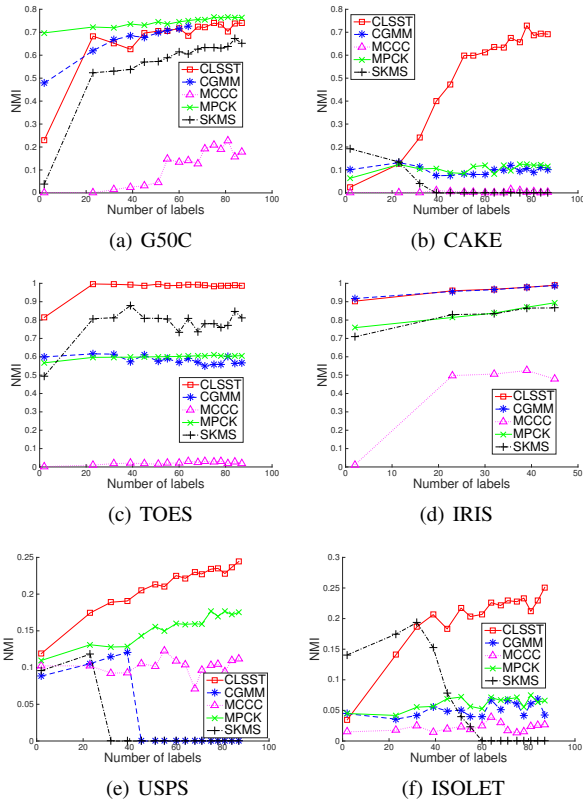 0.8
0.7
0.6
0.5
0.4
0.3
0.2
0.1
0
0 20 40 60 80 100
NMI
Number of labels
CLSST
CGMM
MCCC
MPCK
SKMS
(a) G50C
0.8
0.7
0.6
0.5
0.4
0.3
0.2
0.1
0
0 20 40 60 80 100
NMI
Number of labels
CLSST
CGMM
MCCC
MPCK
SKMS
(b) CAKE
1
0.9
0.8
0.7
0.6
0.5
0.4
0.3
0.2
0.1
0
0 20 40 60 80 100
NMI
Number of labels
CLSST
CGMM
MCCC
MPCK
SKMS
(c) TOES
1
0.9
0.8
0.7
0.6
0.5
0.4
0.3
0.2
0.1
0
0 10 20 30 40 50
NMI
Number of labels
CLSST
CGMM
MCCC
MPCK
SKMS
(d) IRIS
0.25
0.2
0.15
0.1
0.05
0
0 20 40 60 80 100
NMI
Number of labels
CLSST
CGMM
MCCC
MPCK
SKMS
(e) USPS
0.3
0.25
0.2
0.15
0.1
0.05
0
0 20 40 60 80 100
NMI
Number of labels
CLSST
CGMM
MCCC
MPCK
SKMS
(f) ISOLET